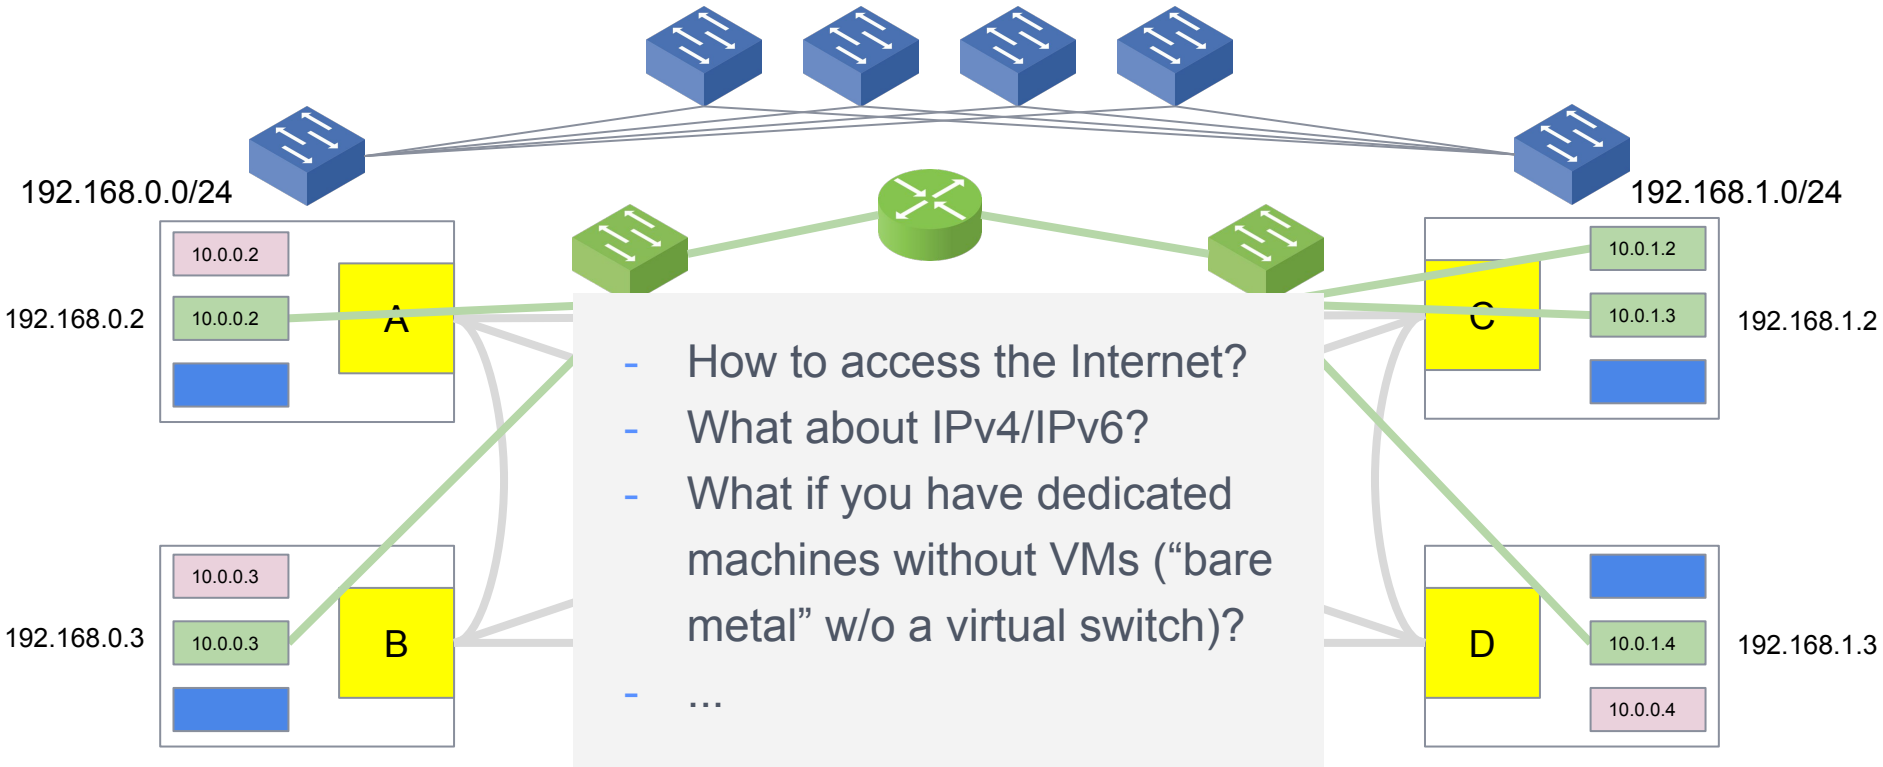 192.168.0.0/24
192.168.1.0/24
10.0.0.2
10.0.0.2
A
192.168.0.2
10.0.1.2
10.0.1.3
C
192.168.1.2
- How to access the Internet?
- What about IPv4/IPv6?
- What if you have dedicated
machines without VMs (“bare
metal” w/o a virtual switch)?
- ...
10.0.0.3
10.0.0.3
B
192.168.0.3
10.0.1.4
10.0.0.4
D
192.168.1.3